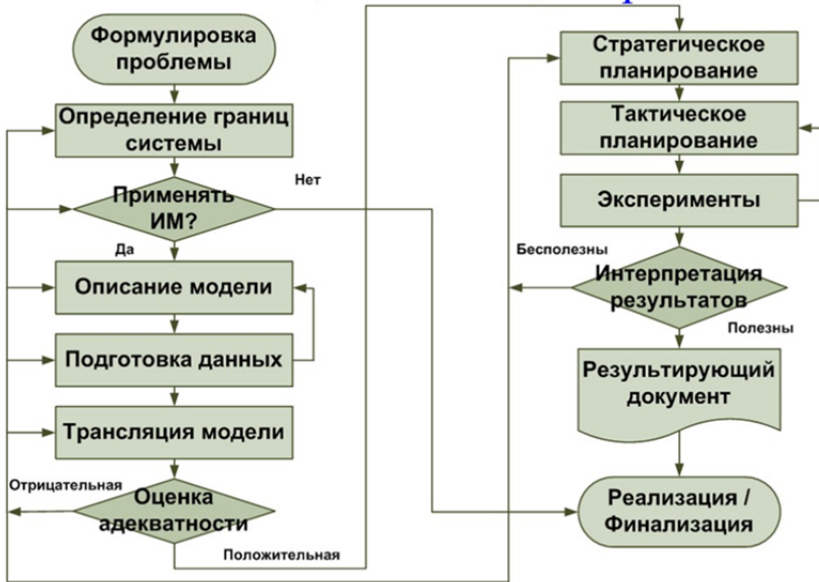 Формулировка
проблемы
Определение границ
системы
Применять
ИМ?
Нет
Да
Описание модели
Подготовка данных
Трансляция модели
Отрицательная
Оценка
адекватности
Положительная
Стратегическое
планирование
Тактическое
планирование
Эксперименты
Бесполезны
Интерпретация
результатов
Полезны
Результирующий
документ
Реализация /
Финализация